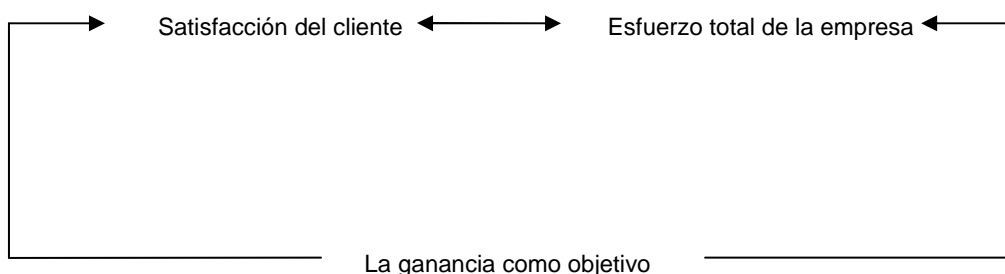 Satisfacción del cliente
Esfuerzo total de la empresa
La ganancia como objetivo